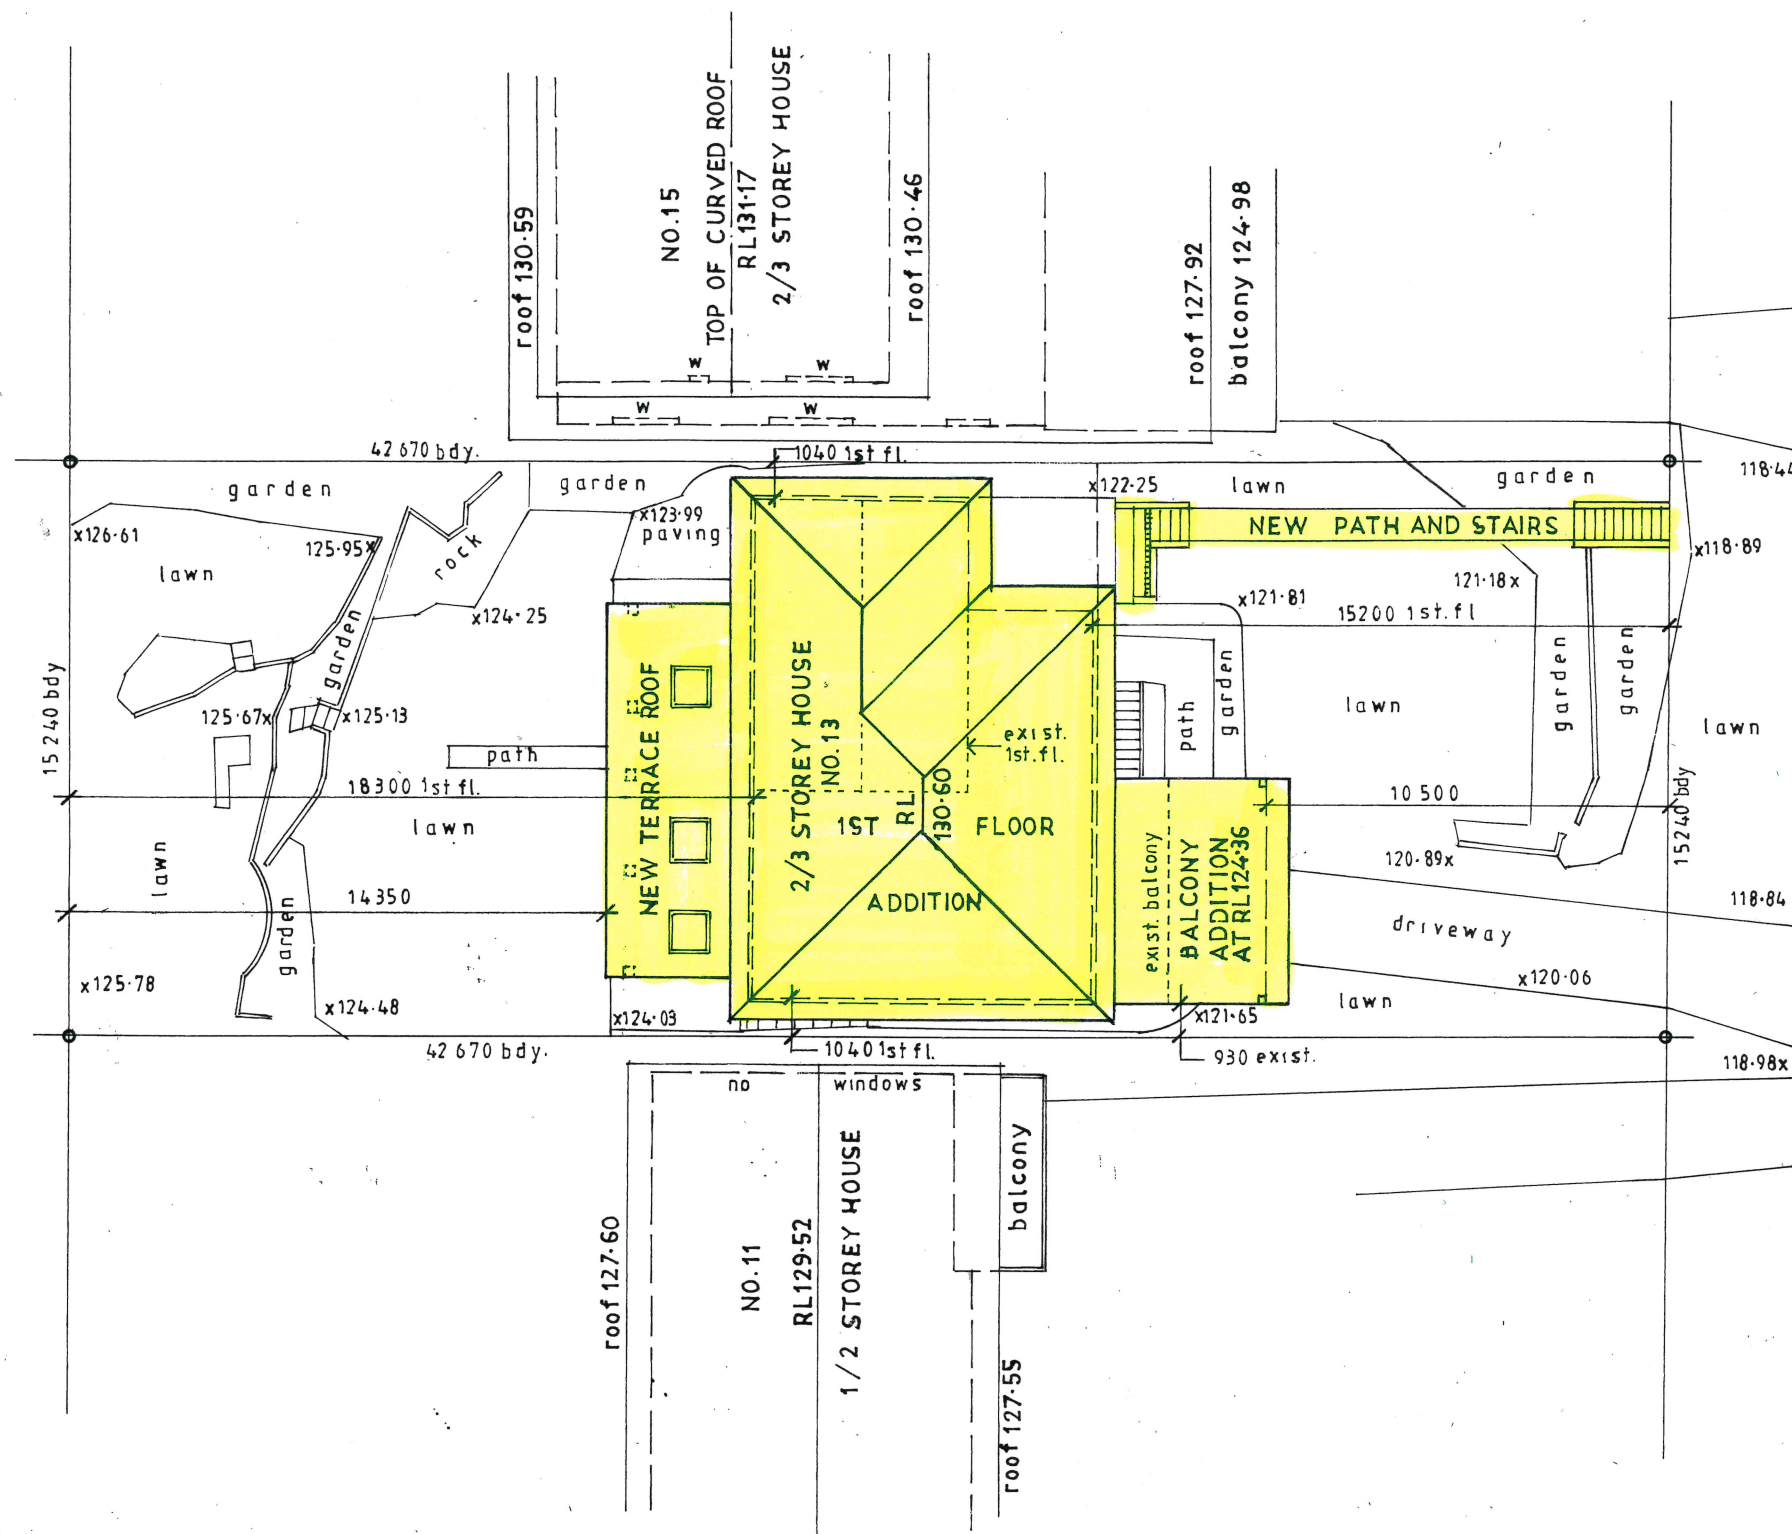 roof 130·59
NO.15
TOP OF CURVED ROOF
RL131·17
2/3 STOREY HOUSE
roof 130·46
roof 127·92
balcony 124·98
w
w
w
w
42 670 bdy.
1040 1st fl.
118·44
garden
garden
x122·25
lawn
garden
x126·61
125·95x
rock
x123·99
paving
NEW PATH AND STAIRS
x118·89
lawn
x124·25
121·18x
x121·81
15200 1st. fl
garden
15240 bdy
125·67x
x125·13
path
NEW TERRACE ROOF
2/3 STOREY HOUSE
NO.13
exist.
1st. fl.
path
garden
lawn
garden
garden
lawn
18300 1st fl.
lawn
1ST
RL
130·60
FLOOR
ADDITION
10 500
15240 bdy
lawn
14350
garden
exist. balcony
BALCONY
ADDITION
AT RL124·36
120·89x
driveway
118·84
x125·78
x124·48
x124·03
x121·65
x120·06
lawn
42 670 bdy.
1040 1st fl.
930 exist.
118·98x
no windows
roof 127·60
NO.11
RL129·52
1/2 STOREY HOUSE
balcony
roof 127·55